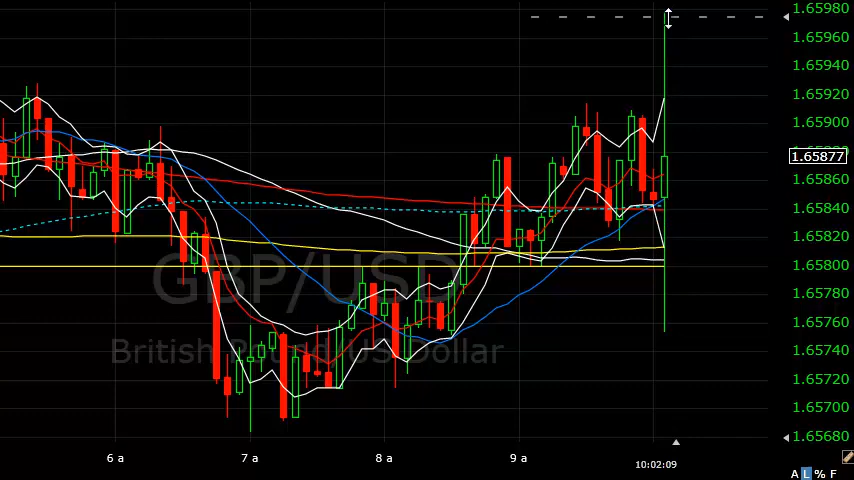 1.65980
1.65960
1.65940
1.65920
1.65900
1.65877
1.65860
1.65840
1.65820
1.65800
1.65780
1.65760
1.65740
1.65720
1.65700
1.65680
GBP/USD
British Pound/US Dollar
6 a
7 a
8 a
9 a
10:02:09
A L % F